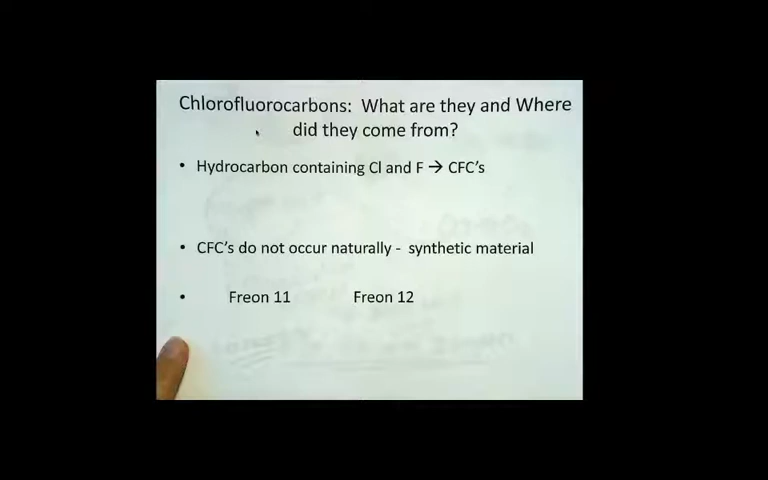 Chlorofluorocarbons: What are they and Where
did they come from?
• Hydrocarbon containing Cl and F → CFC's
• CFC's do not occur naturally - synthetic material
• Freon 11 Freon 12